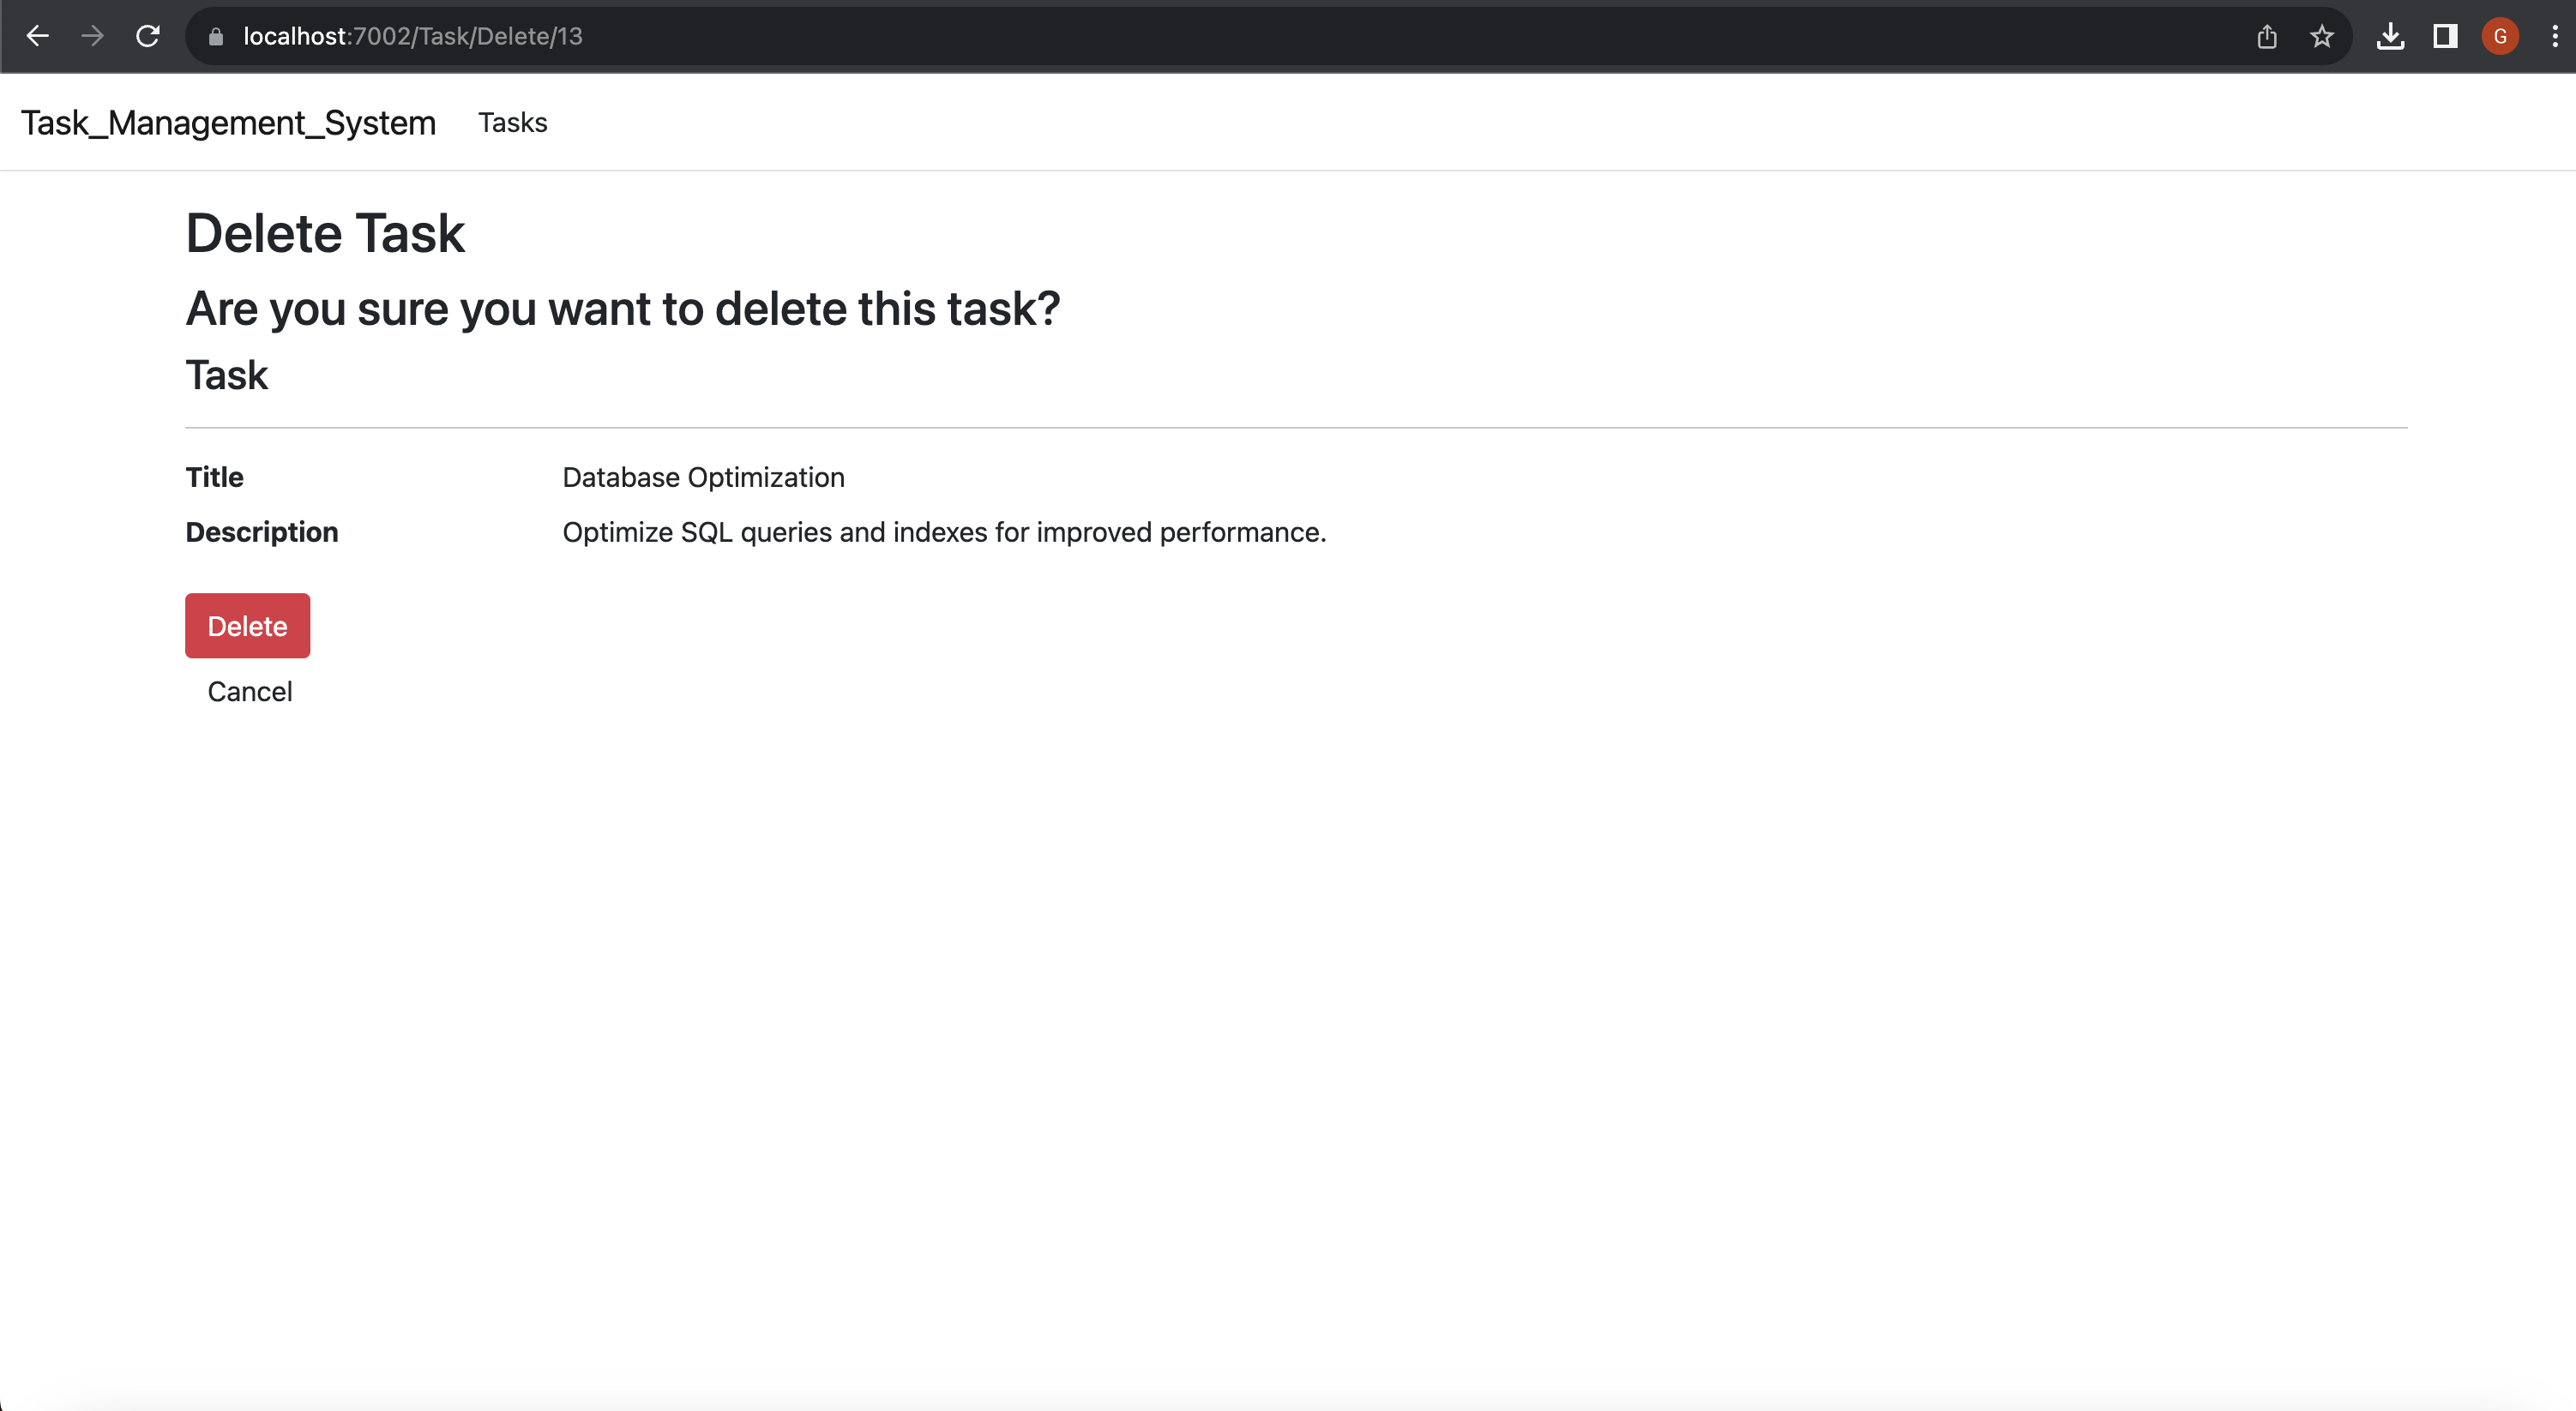 localhost:7002/Task/Delete/13
G
Task_Management_System Tasks
Delete Task
Are you sure you want to delete this task?
Task
Title Database Optimization
Description Optimize SQL queries and indexes for improved performance.
Delete
Cancel